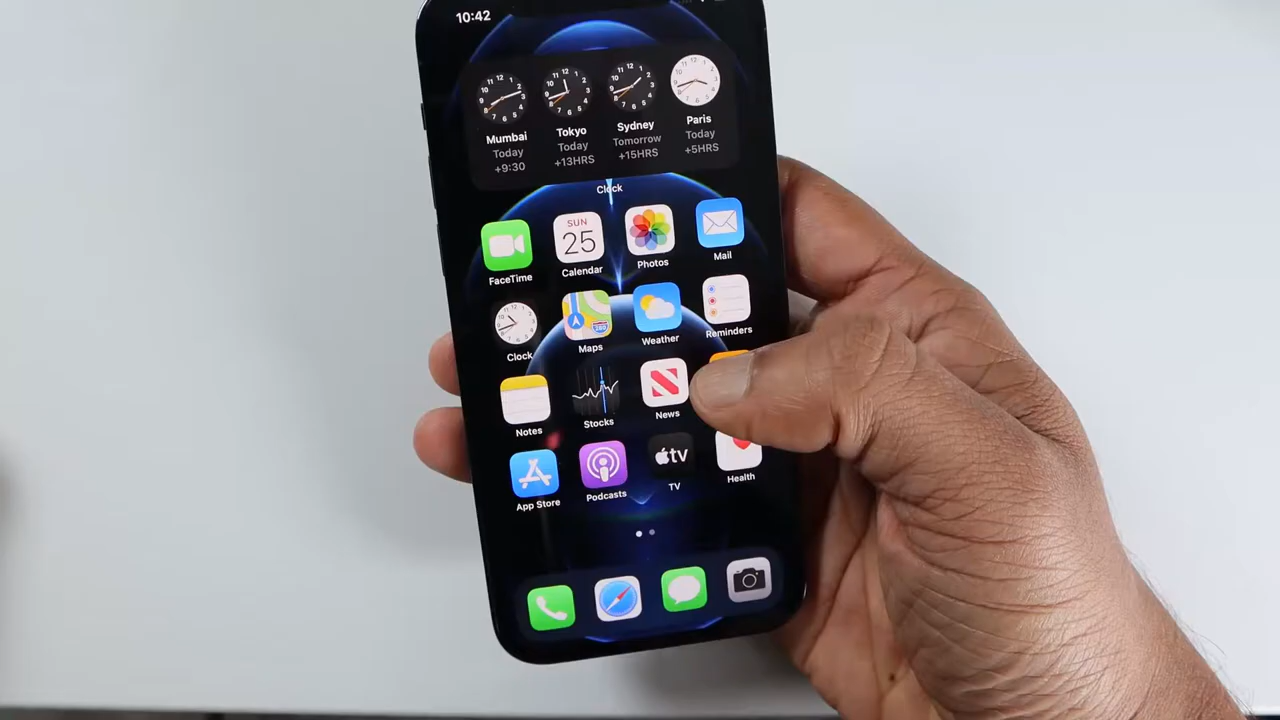 10:42
Mumbai Tokyo Sydney Paris
Today Today Tomorrow Today
+9:30 +13HRS +15HRS +5HRS
Clock
SUN
25
FaceTime Calendar Photos Mail
Clock Maps Weather Reminders
Notes Stocks News
tv
App Store Podcasts TV Health